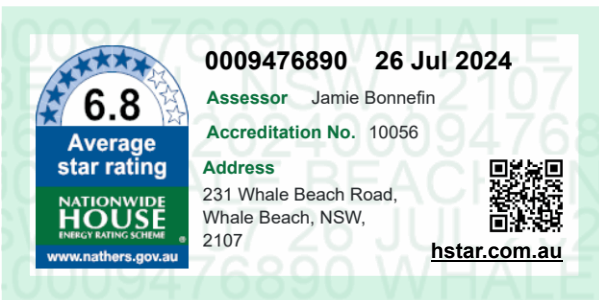 0009476890 26 Jul 2024
6.8
Average
star rating
NATIONWIDE
HOUSE
ENERGY RATING SCHEME ®
www.nathers.gov.au
Assessor Jamie Bonnefin
Accreditation No. 10056
Address
231 Whale Beach Road,
Whale Beach, NSW,
2107
hstar.com.au